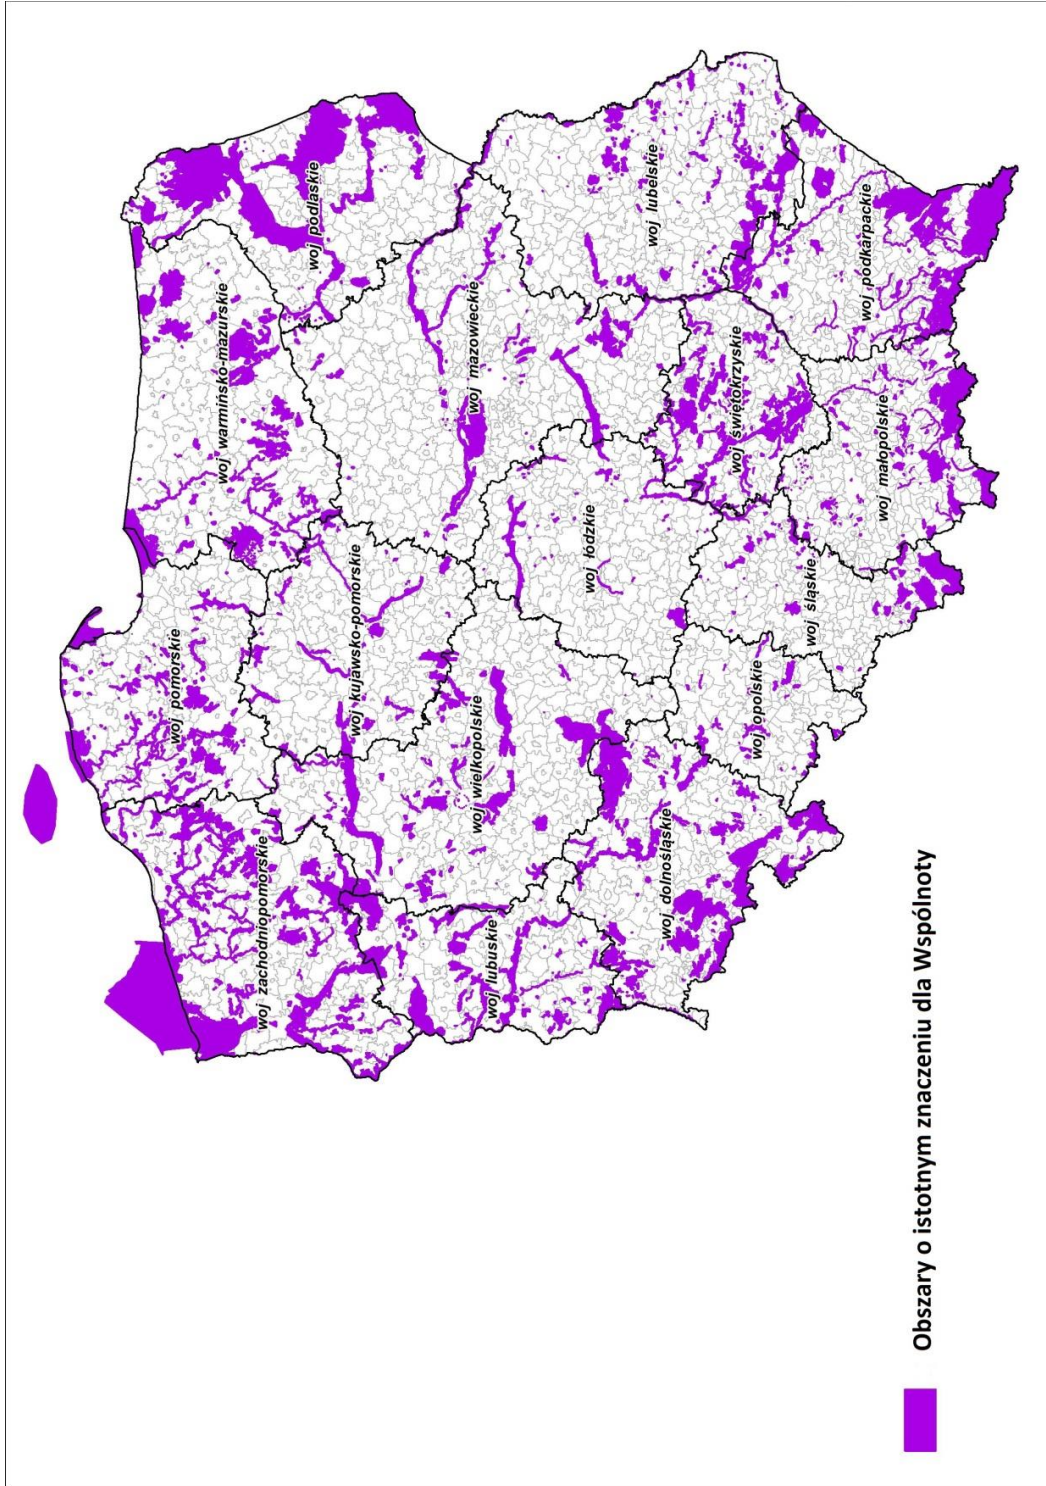 woj pomorskie
woj warmińsko-mazurskie
woj podlaskie
woj zachodniopomorskie
woj kujawsko-pomorskie
woj mazowieckie
woj wielkopolskie
woj lubuskie
woj łódzkie
woj lubelskie
woj dolnośląskie
woj opolskie
woj świętokrzyskie
woj śląskie
woj małopolskie
woj podkarpackie
Obszary o istotnym znaczeniu dla Wspólnoty